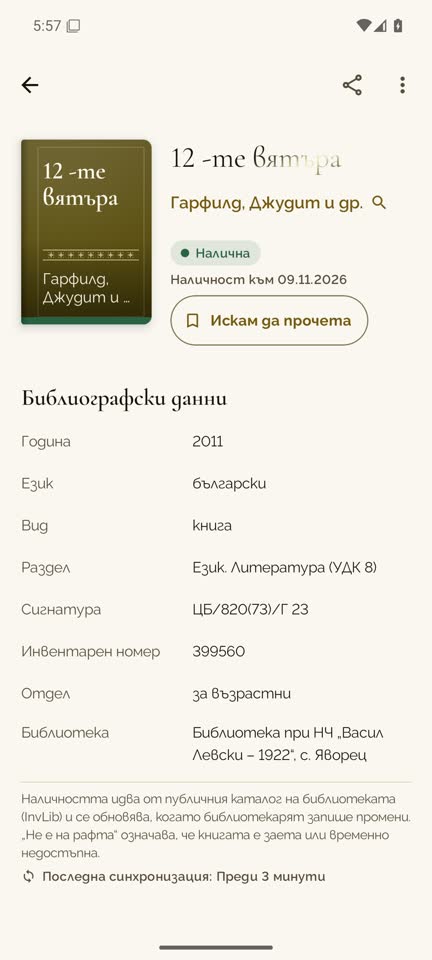 5:57
12 -те
вятъра
Гарфилд,
Джудит и ...
12 -те вятъра
Гарфилд, Джудит и др.
Налична
Наличност към 09.11.2026
Искам да прочета
Библиографски данни
Година 2011
Език български
Вид книга
Раздел Език. Литература (УДК 8)
Сигнатура ЦБ/820(73)/Г 23
Инвентарен номер 399560
Отдел за възрастни
Библиотека Библиотека при НЧ „Васил
Левски – 1922“, с. Яворец
Наличността идва от публичния каталог на библиотеката
(InvLib) и се обновява, когато библиотекарят запише промени.
„Не е на рафта“ означава, че книгата е заета или временно
недостъпна.
Последна синхронизация: Преди 3 минути